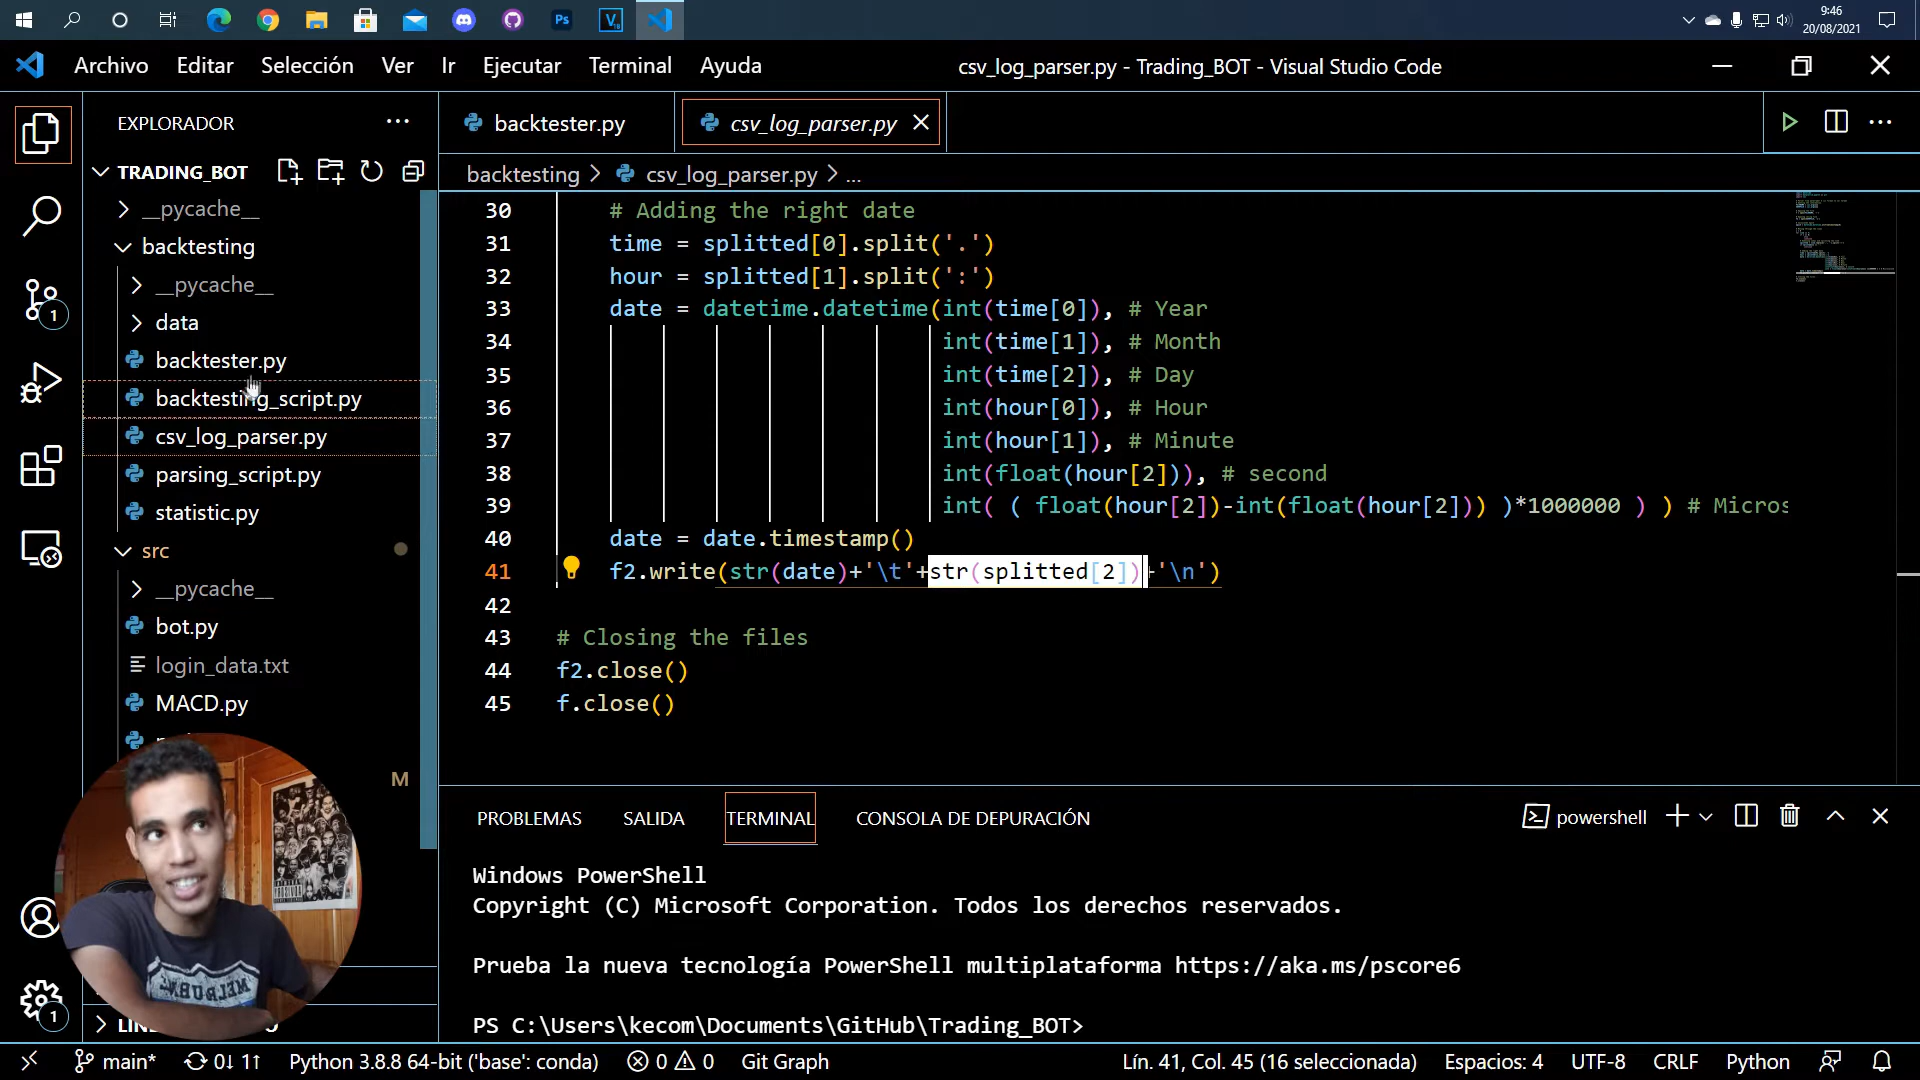 9:46
20/08/2021
Archivo Editar Selección Ver Ir Ejecutar Terminal Ayuda
csv_log_parser.py - Trading_BOT - Visual Studio Code
EXPLORADOR
backtester.py
csv_log_parser.py
TRADING_BOT
backtesting > csv_log_parser.py > ...
__pycache__
backtesting
__pycache__
data
backtester.py
backtesting_script.py
csv_log_parser.py
parsing_script.py
statistic.py
src
__pycache__
bot.py
login_data.txt
MACD.py
M
1
1
30 # Adding the right date
31 time = splitted[0].split('.')
32 hour = splitted[1].split(':')
33 date = datetime.datetime(int(time[0]), # Year
34 int(time[1]), # Month
35 int(time[2]), # Day
36 int(hour[0]), # Hour
37 int(hour[1]), # Minute
38 int(float(hour[2])), # second
39 int( ( float(hour[2])-int(float(hour[2])) )*1000000 ) ) # Micros
40 date = date.timestamp()
41 f2.write(str(date)+'\t'+str(splitted[2])+'\n')
42
43 # Closing the files
44 f2.close()
45 f.close()
PROBLEMAS SALIDA TERMINAL CONSOLA DE DEPURACIÓN
powershell
Windows PowerShell
Copyright (C) Microsoft Corporation. Todos los derechos reservados.
Prueba la nueva tecnología PowerShell multiplataforma https://aka.ms/pscore6
PS C:\Users\kecom\Documents\GitHub\Trading_BOT>
main* 0↓ 1↑ Python 3.8.8 64-bit ('base': conda) 0 0 Git Graph
Lín. 41, Col. 45 (16 seleccionada) Espacios: 4 UTF-8 CRLF Python